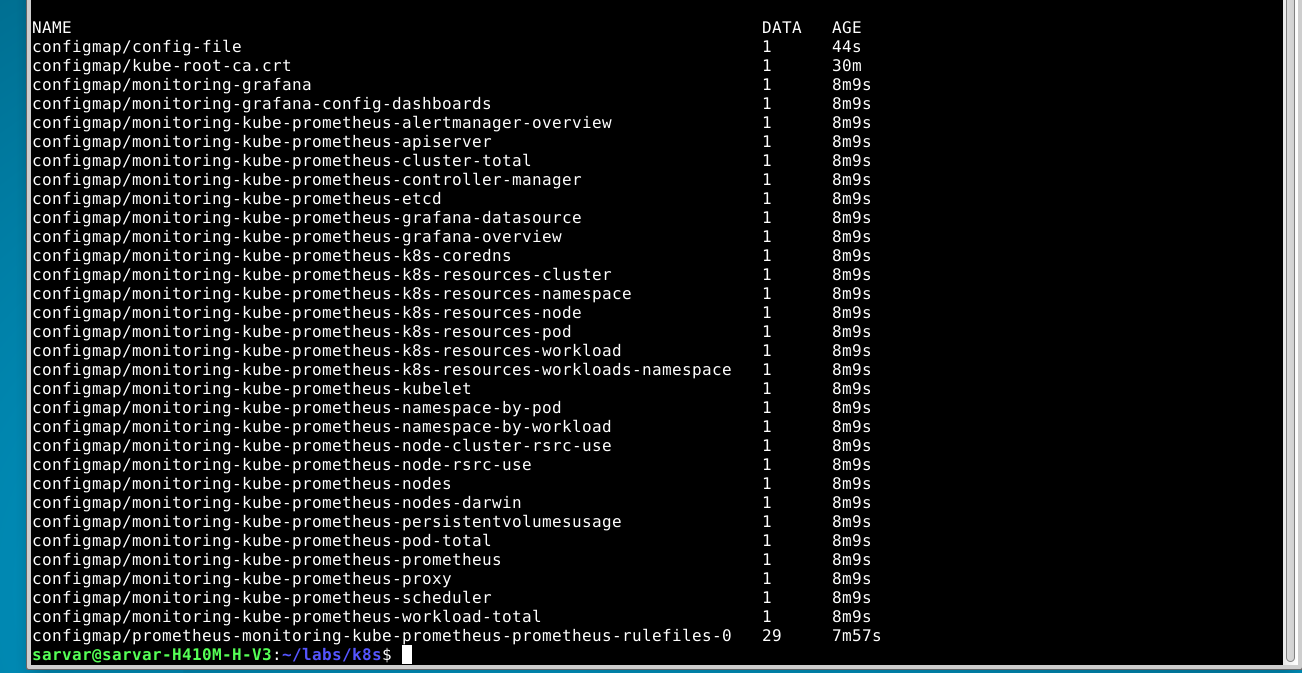 NAME DATA AGE
configmap/config-file 1 44s
configmap/kube-root-ca.crt 1 30m
configmap/monitoring-grafana 1 8m9s
configmap/monitoring-grafana-config-dashboards 1 8m9s
configmap/monitoring-kube-prometheus-alertmanager-overview 1 8m9s
configmap/monitoring-kube-prometheus-apiserver 1 8m9s
configmap/monitoring-kube-prometheus-cluster-total 1 8m9s
configmap/monitoring-kube-prometheus-controller-manager 1 8m9s
configmap/monitoring-kube-prometheus-etcd 1 8m9s
configmap/monitoring-kube-prometheus-grafana-datasource 1 8m9s
configmap/monitoring-kube-prometheus-grafana-overview 1 8m9s
configmap/monitoring-kube-prometheus-k8s-coredns 1 8m9s
configmap/monitoring-kube-prometheus-k8s-resources-cluster 1 8m9s
configmap/monitoring-kube-prometheus-k8s-resources-namespace 1 8m9s
configmap/monitoring-kube-prometheus-k8s-resources-node 1 8m9s
configmap/monitoring-kube-prometheus-k8s-resources-pod 1 8m9s
configmap/monitoring-kube-prometheus-k8s-resources-workload 1 8m9s
configmap/monitoring-kube-prometheus-k8s-resources-workloads-namespace 1 8m9s
configmap/monitoring-kube-prometheus-kubelet 1 8m9s
configmap/monitoring-kube-prometheus-namespace-by-pod 1 8m9s
configmap/monitoring-kube-prometheus-namespace-by-workload 1 8m9s
configmap/monitoring-kube-prometheus-node-cluster-rsrc-use 1 8m9s
configmap/monitoring-kube-prometheus-node-rsrc-use 1 8m9s
configmap/monitoring-kube-prometheus-nodes 1 8m9s
configmap/monitoring-kube-prometheus-nodes-darwin 1 8m9s
configmap/monitoring-kube-prometheus-persistentvolumesusage 1 8m9s
configmap/monitoring-kube-prometheus-pod-total 1 8m9s
configmap/monitoring-kube-prometheus-prometheus 1 8m9s
configmap/monitoring-kube-prometheus-proxy 1 8m9s
configmap/monitoring-kube-prometheus-scheduler 1 8m9s
configmap/monitoring-kube-prometheus-workload-total 1 8m9s
configmap/prometheus-monitoring-kube-prometheus-prometheus-rulefiles-0 29 7m57s
sarvar@sarvar-H410M-H-V3:~/labs/k8s$